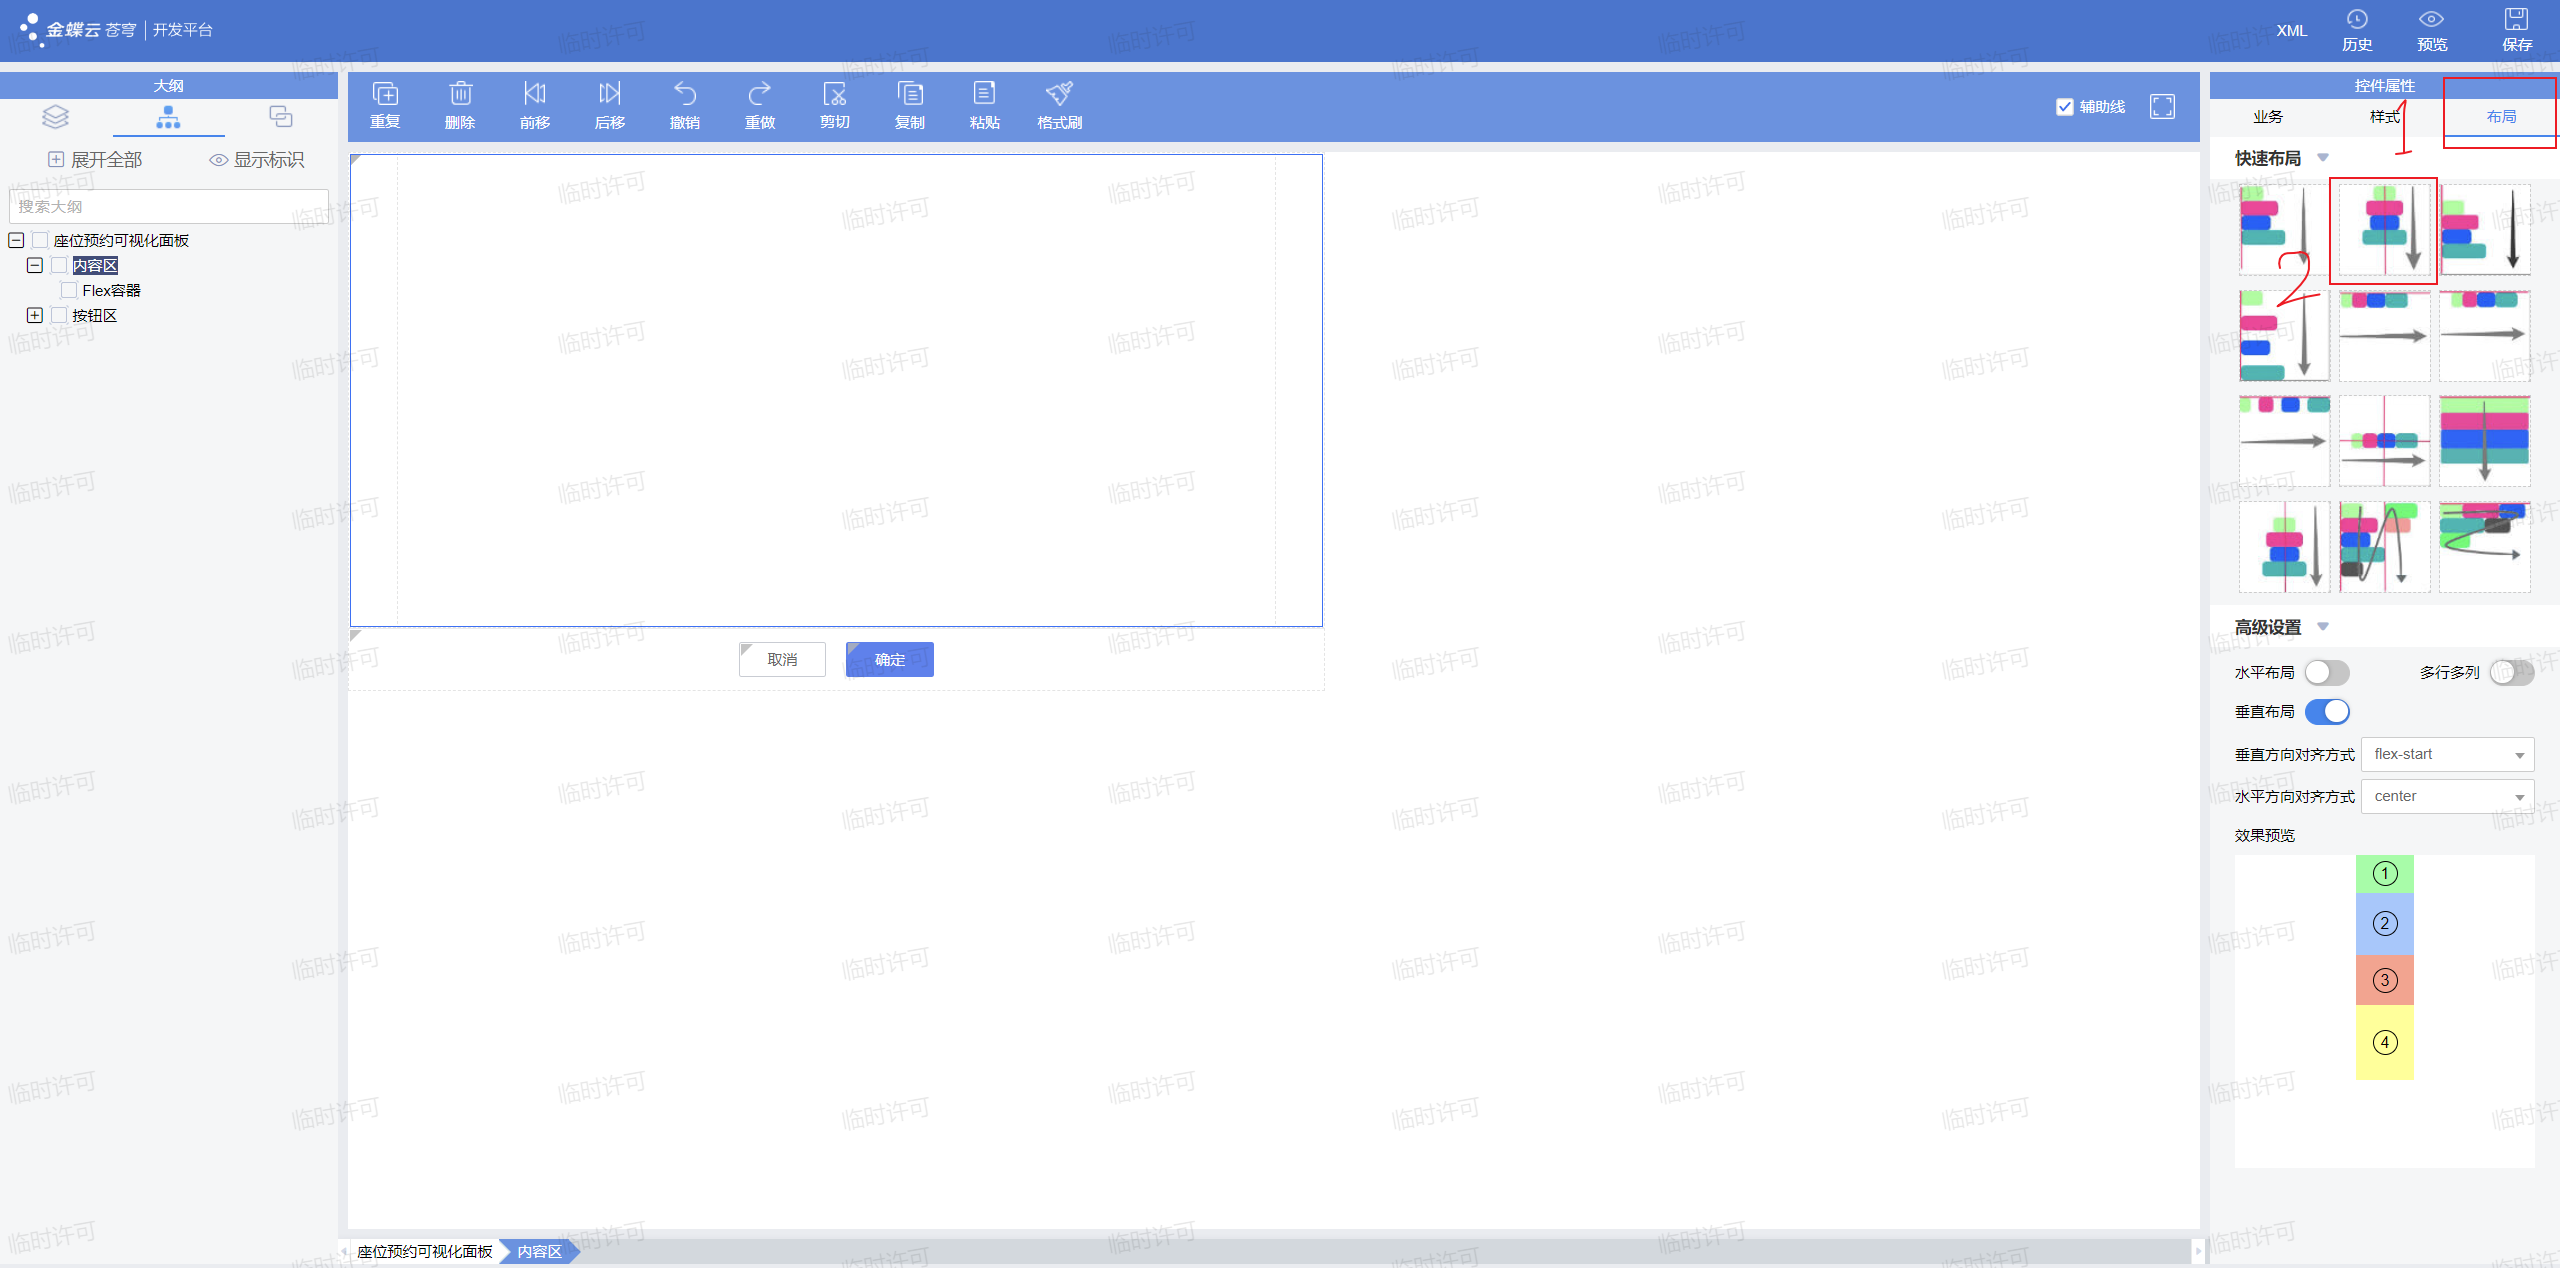 金蝶云 苍穹 | 开发平台
XML
历史
预览
保存
大纲
展开全部
显示标识
搜索大纲
座位预约可视化面板
内容区
Flex容器
按钮区
重复
删除
前移
后移
撤销
重做
剪切
复制
粘贴
格式刷
辅助线
取消
确定
座位预约可视化面板
内容区
控件属性
业务
样式
布局
1
快速布局
2
高级设置
水平布局
多行多列
垂直布局
垂直方向对齐方式
flex-start
水平方向对齐方式
center
效果预览
1
2
3
4
临时许可